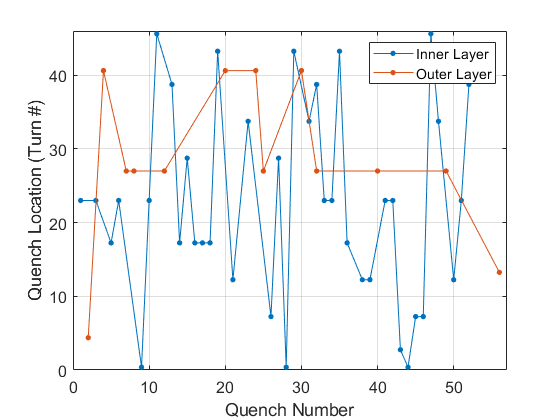 Inner Layer
Outer Layer
40
30
20
10
0
Quench Location (Turn #)
0 10 20 30 40 50
Quench Number